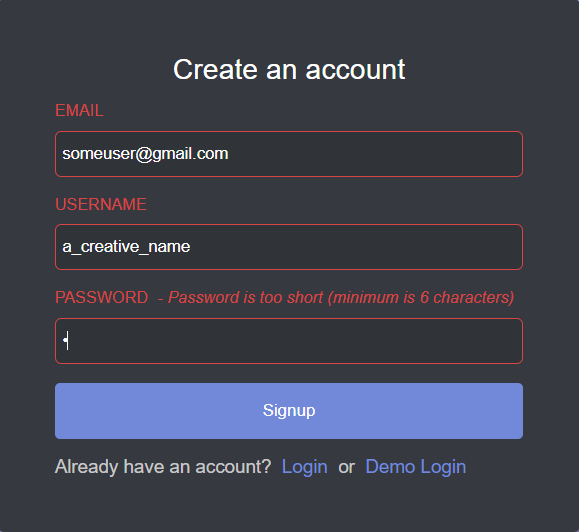 Create an account
EMAIL
someuser@gmail.com
USERNAME
a_creative_name
PASSWORD - Password is too short (minimum is 6 characters)
•
Signup
Already have an account? Login or Demo Login